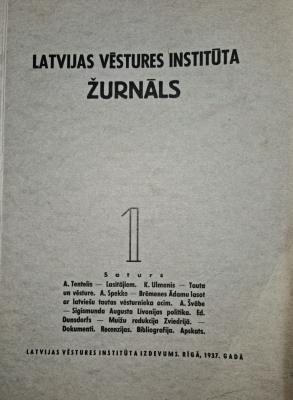 LATVIJAS VĒSTURES INSTITŪTA
ŽURNĀLS
1
Saturs
A. Tentelis — Lasītājiem. K. Ulmanis — Tauta
un vēsture. A. Spekke — Brēmenes Ādamu lasot
ar latviešu tautas vēsturnieka acīm. A. Švābe
— Sigismunda Augusta Livonijas politika. Ed.
Dunsdorfs — Muižu redukcija Zviedrijā. —
Dokumenti. Recenzijas. Bibliografija. Apskats.
LATVIJAS VĒSTURES INSTITŪTA IZDEVUMS. RĪGĀ, 1937. GADĀ